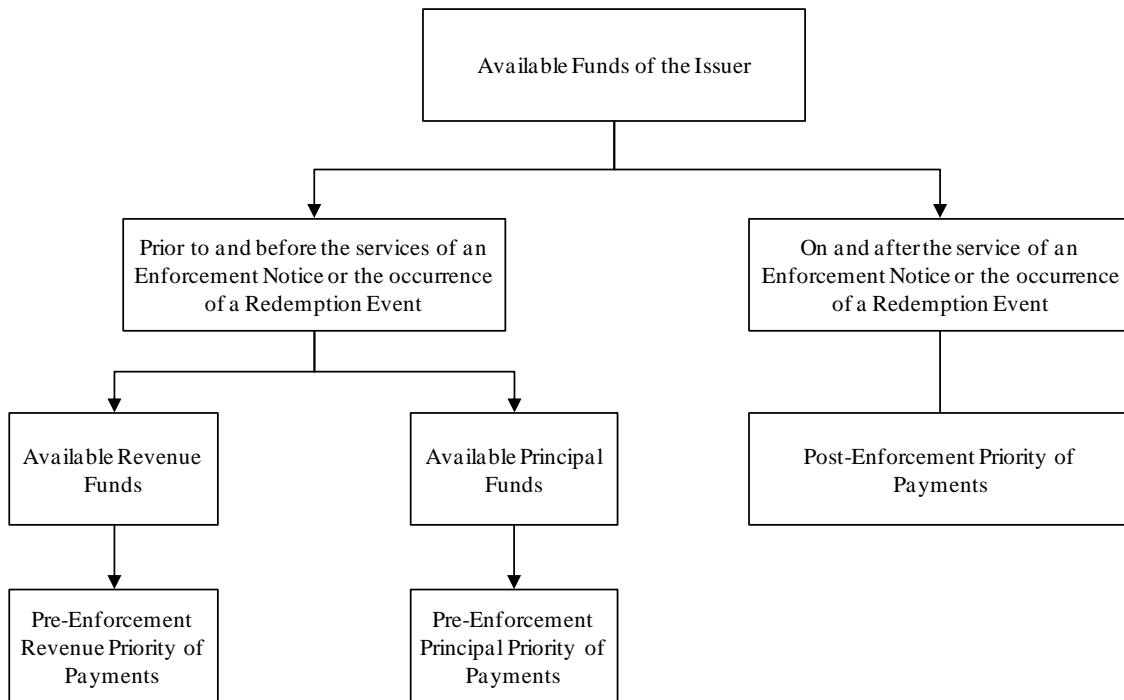 Available Funds of the Issuer
Prior to and before the services of an
Enforcement Notice or the occurrence
of a Redemption Event
On and after the service of an
Enforcement Notice or the occurrence
of a Redemption Event
Available Revenue
Funds
Available Principal
Funds
Post-Enforcement Priority of
Payments
Pre-Enforcement
Revenue Priority of
Payments
Pre-Enforcement
Principal Priority of
Payments